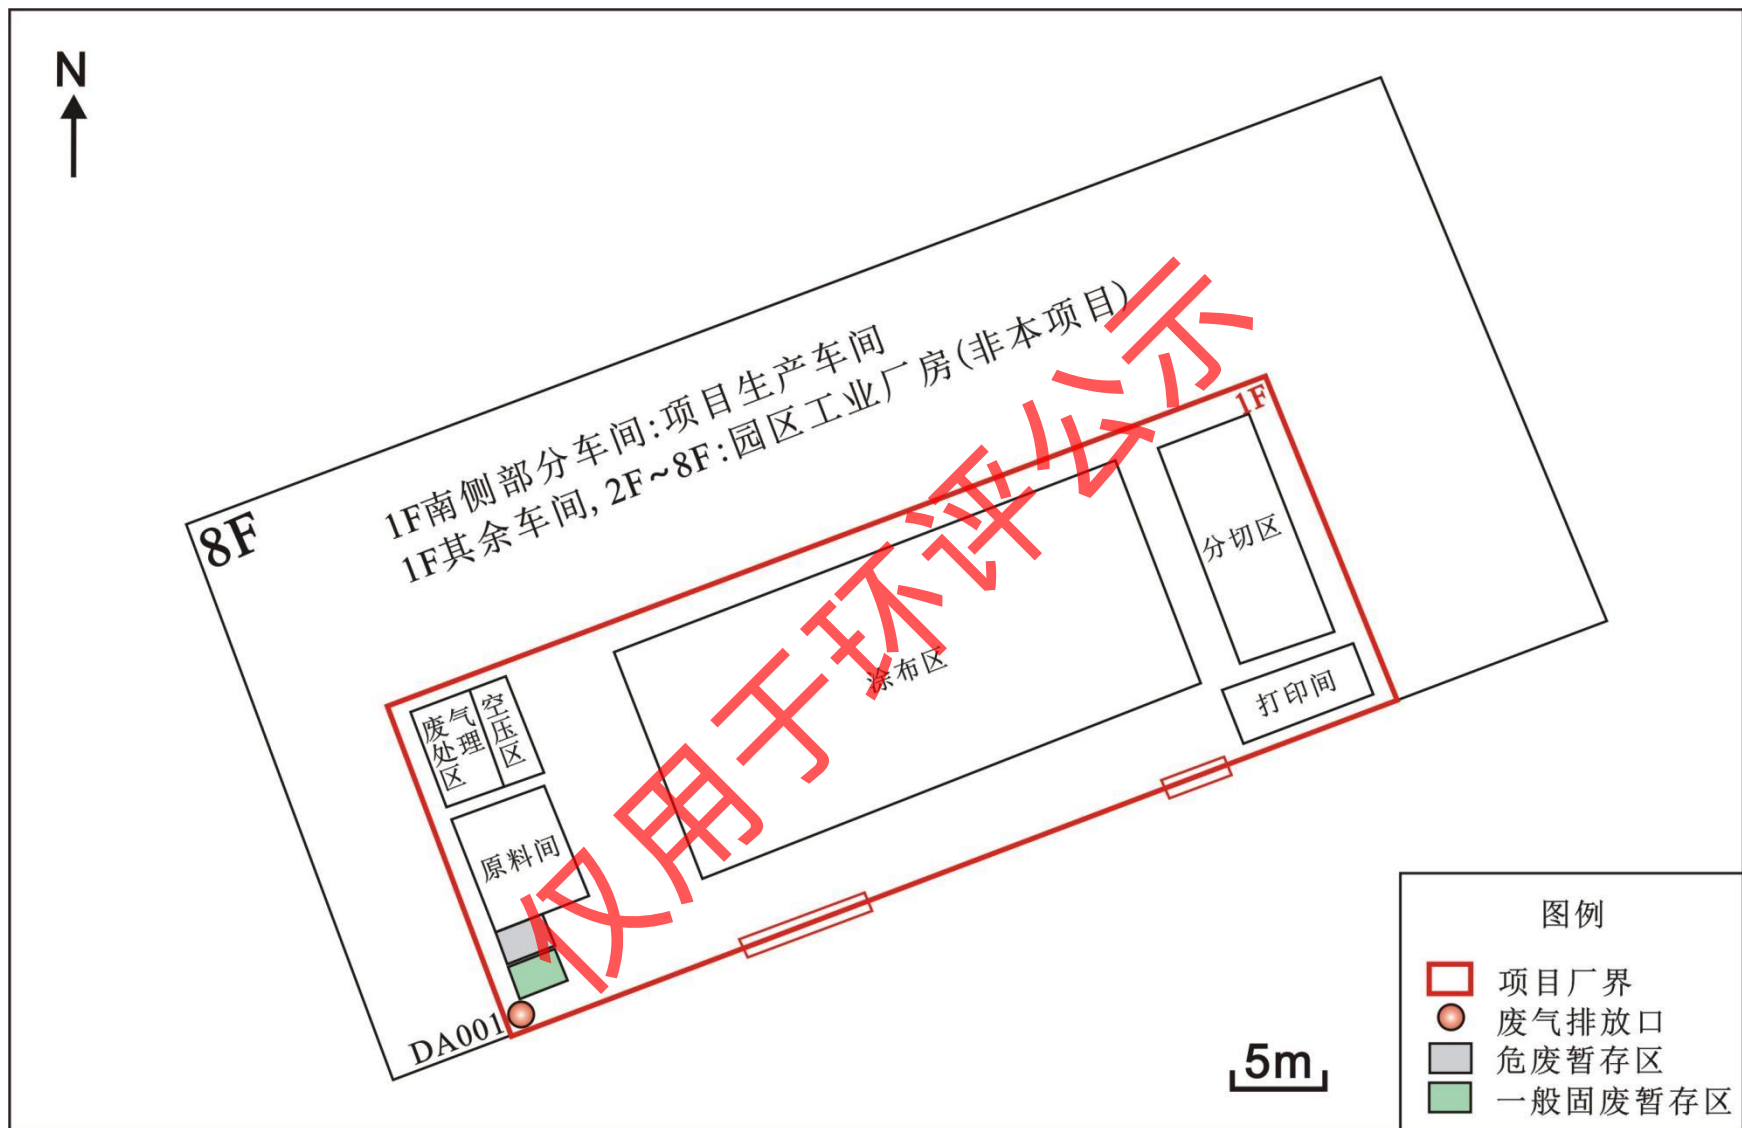 N
1F南侧部分车间:项目生产车间
1F其余车间, 2F~8F:园区工业厂房(非本项目)
8F
1F
分切区
涂布区
打印间
废气处理区
空压区
原料间
DA001
仅用于环评公示
5m
图例
项目厂界
废气排放口
危废暂存区
一般固废暂存区